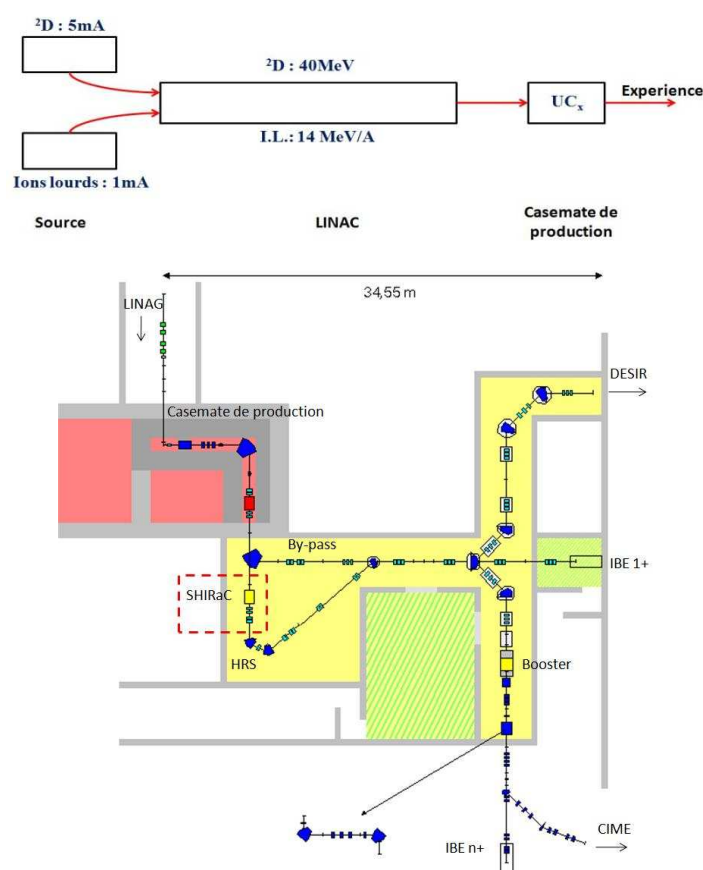 ²D : 5mA
²D : 40MeV
UCₓ
Experience
I.L.: 14 MeV/A
Ions lourds : 1mA
Source
LINAC
Casemate de
production
34,55 m
LINAG
DESIR
Casemate de production
By-pass
IBE 1+
SHIRaC
HRS
Booster
CIME
IBE n+